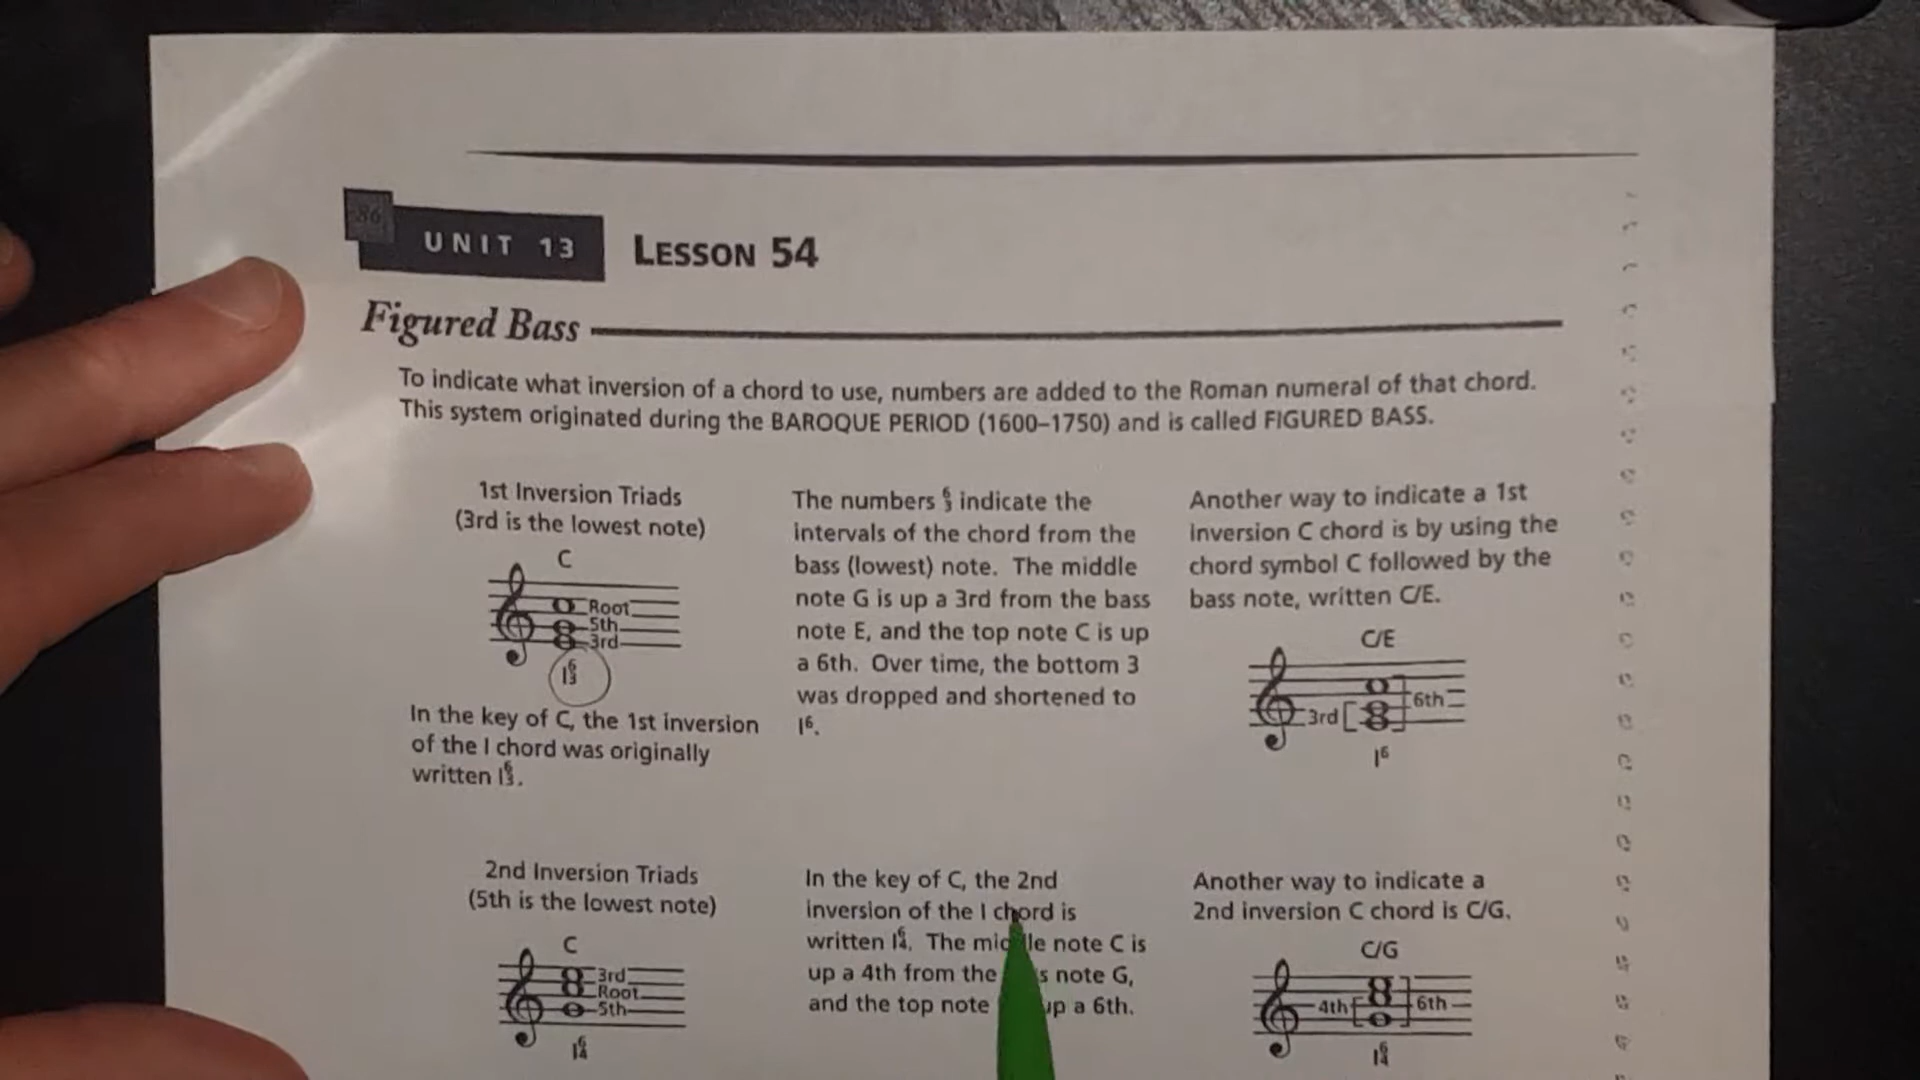 86
UNIT 13 LESSON 54
Figured Bass
To indicate what inversion of a chord to use, numbers are added to the Roman numeral of that chord.
This system originated during the BAROQUE PERIOD (1600–1750) and is called FIGURED BASS.
1st Inversion Triads
(3rd is the lowest note)
C
Root
5th
3rd
I6/3
In the key of C, the 1st inversion
of the I chord was originally
written I6/3.
The numbers 6/3 indicate the
intervals of the chord from the
bass (lowest) note. The middle
note G is up a 3rd from the bass
note E, and the top note C is up
a 6th. Over time, the bottom 3
was dropped and shortened to
I⁶.
Another way to indicate a 1st
inversion C chord is by using the
chord symbol C followed by the
bass note, written C/E.
C/E
6th
3rd
I⁶
2nd Inversion Triads
(5th is the lowest note)
C
3rd
Root
5th
I6/4
In the key of C, the 2nd
inversion of the I chord is
written I6/4. The note C is
up a 4th from the note G,
and the top note up a 6th.
Another way to indicate a
2nd inversion C chord is C/G.
C/G
4th 6th
I6/4